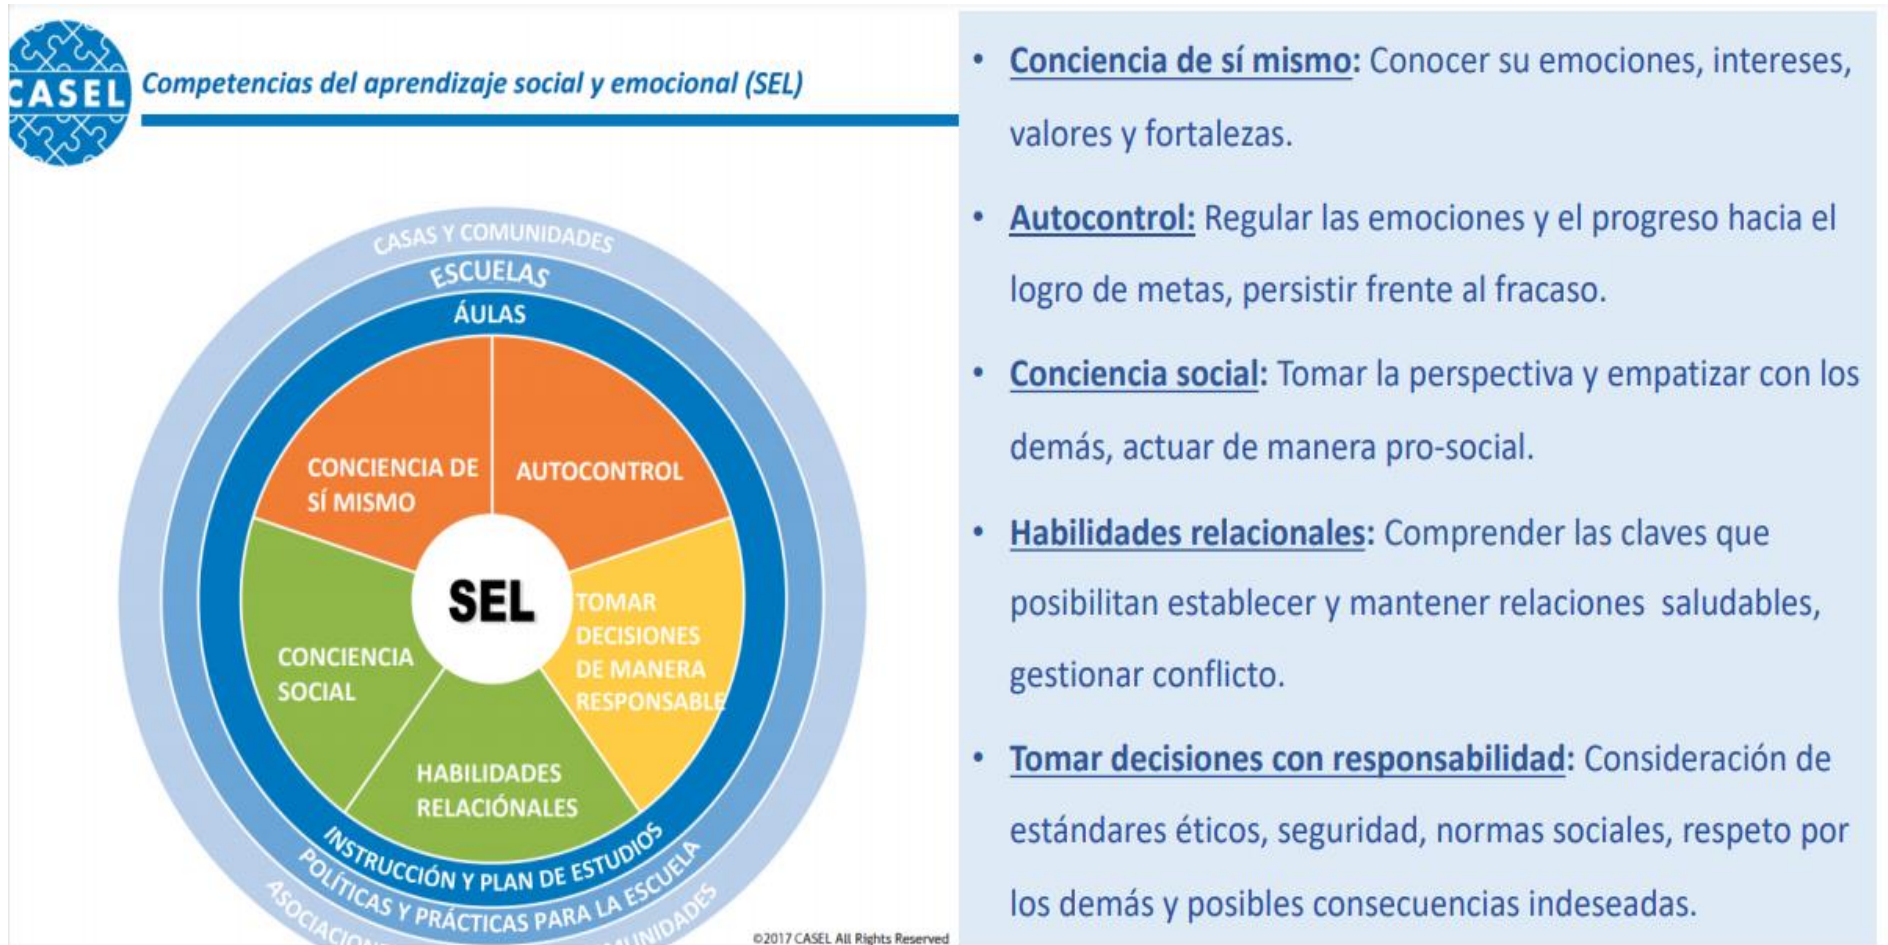 CASEL
Competencias del aprendizaje social y emocional (SEL)
CASAS Y COMUNIDADES
ESCUELAS
ÁULAS
CONCIENCIA DE
SÍ MISMO
AUTOCONTROL
SEL
TOMAR
DECISIONES
DE MANERA
RESPONSABLE
CONCIENCIA
SOCIAL
HABILIDADES
RELACIÓNALES
INSTRUCCIÓN Y PLAN DE ESTUDIOS
POLÍTICAS Y PRÁCTICAS PARA LA ESCUELA
©2017 CASEL All Rights Reserved
• Conciencia de sí mismo: Conocer su emociones, intereses,
valores y fortalezas.
• Autocontrol: Regular las emociones y el progreso hacia el
logro de metas, persistir frente al fracaso.
• Conciencia social: Tomar la perspectiva y empatizar con los
demás, actuar de manera pro-social.
• Habilidades relacionales: Comprender las claves que
posibilitan establecer y mantener relaciones saludables,
gestionar conflicto.
• Tomar decisiones con responsabilidad: Consideración de
estándares éticos, seguridad, normas sociales, respeto por
los demás y posibles consecuencias indeseadas.